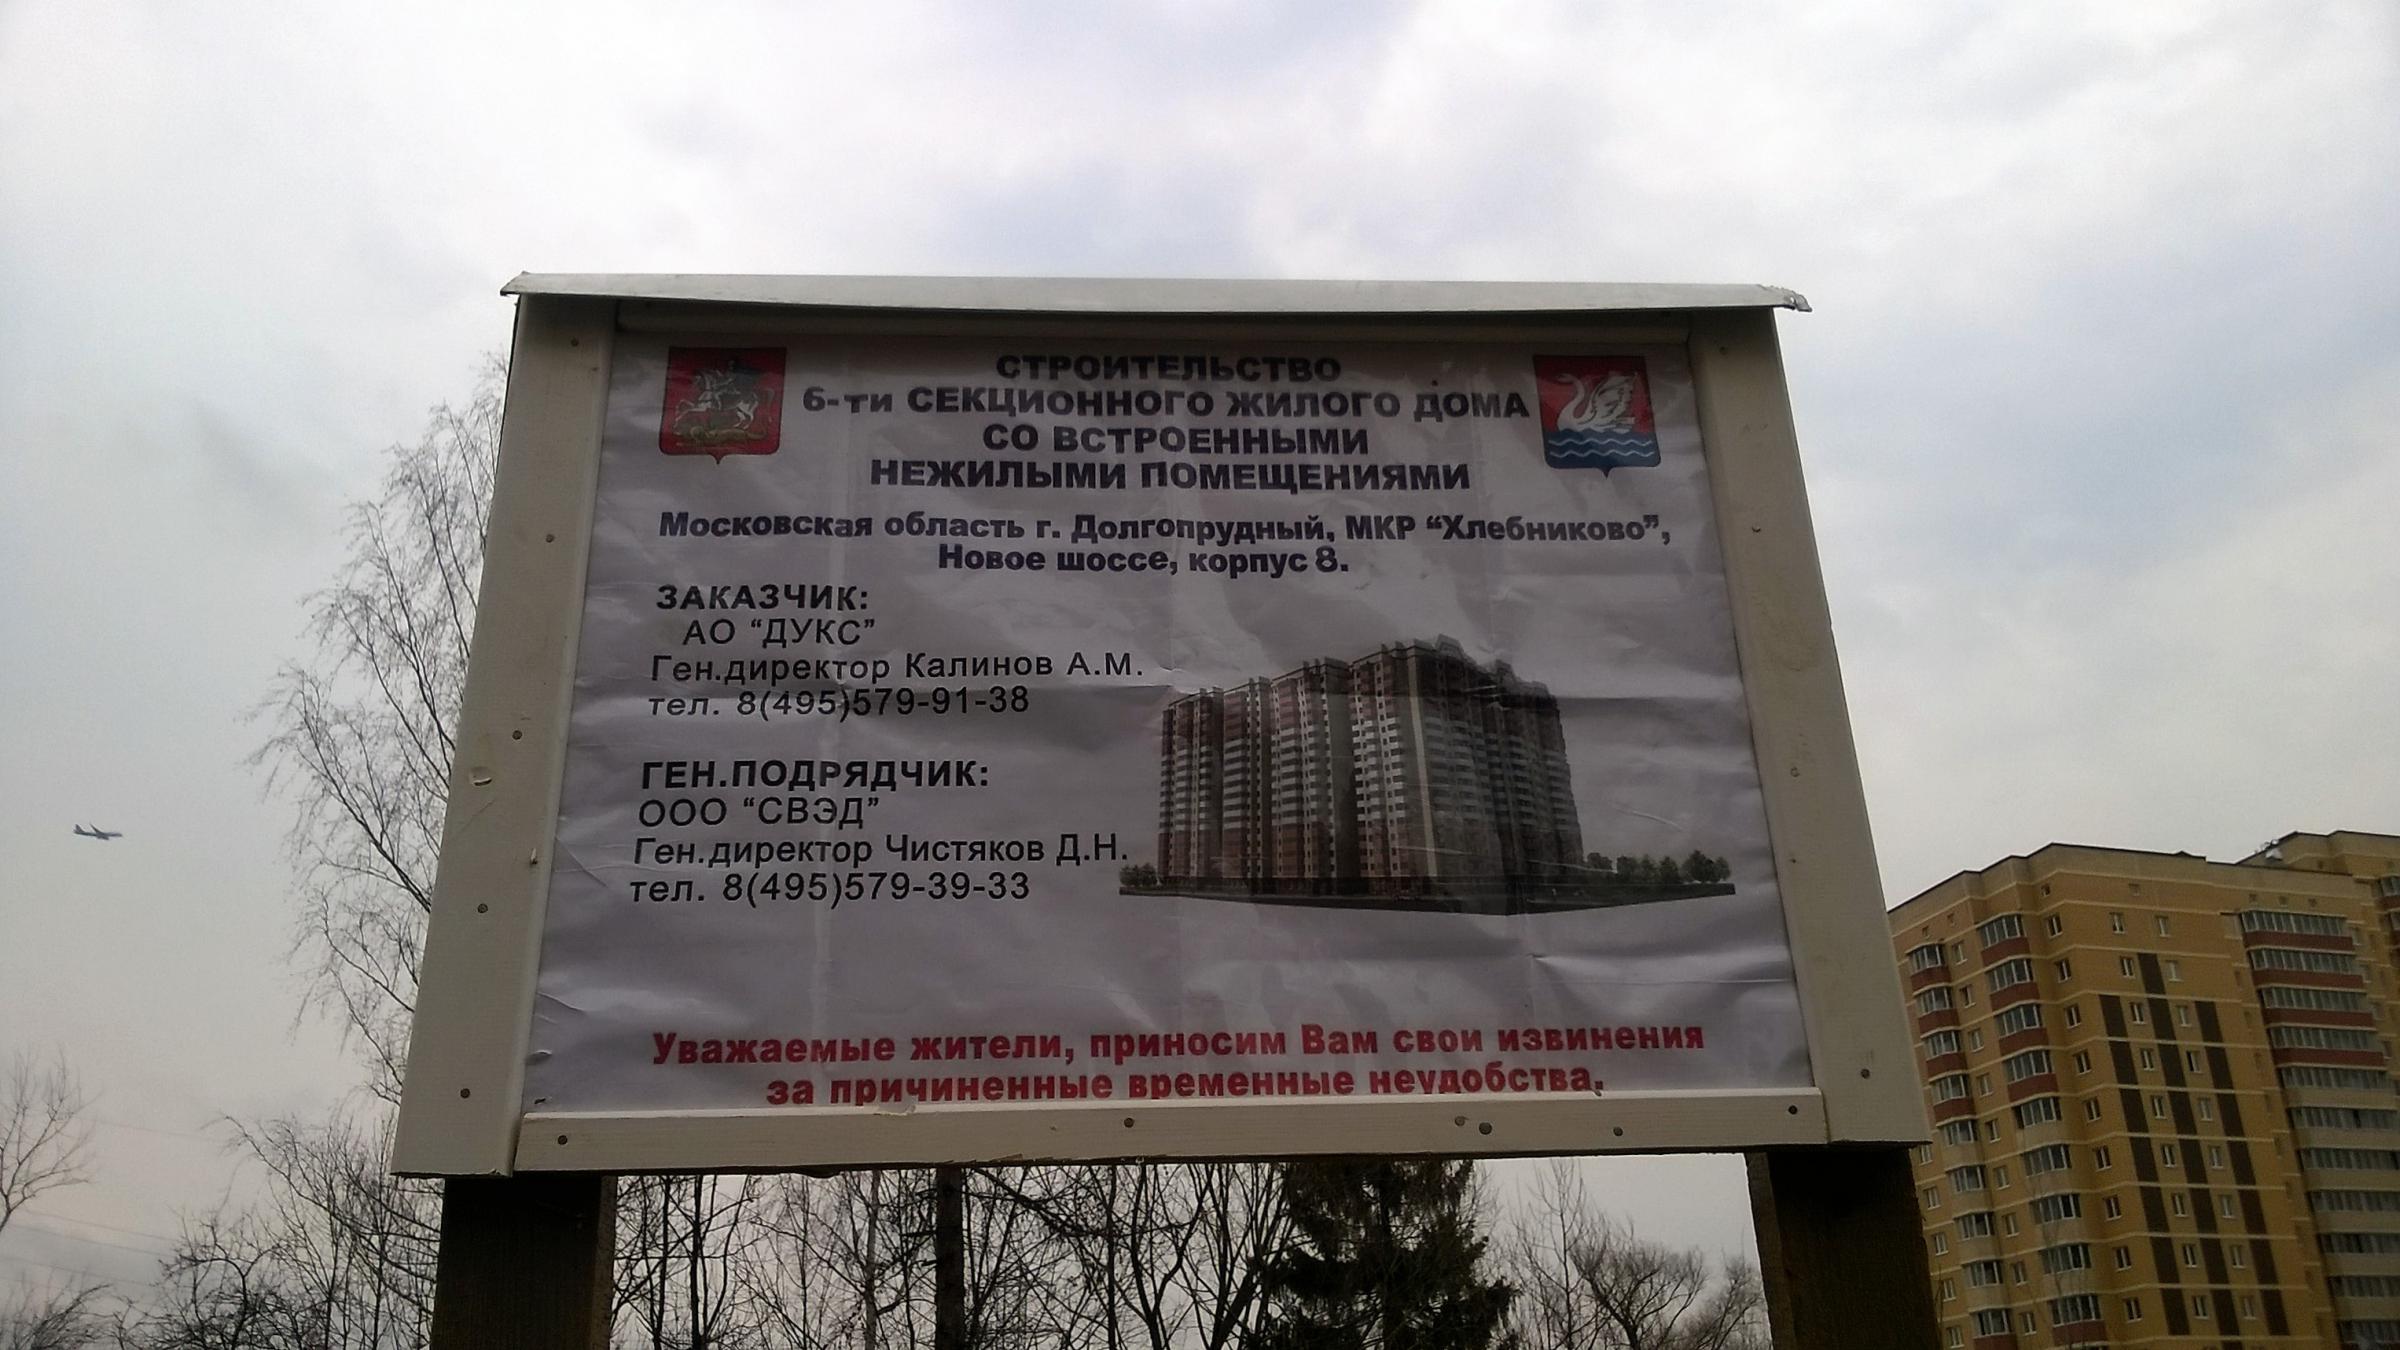 СТРОИТЕЛЬСТВО
6-ти СЕКЦИОННОГО ЖИЛОГО ДОМА
СО ВСТРОЕННЫМИ
НЕЖИЛЫМИ ПОМЕЩЕНИЯМИ
Московская область г. Долгопрудный, МКР “Хлебниково”,
Новое шоссе, корпус 8.
ЗАКАЗЧИК:
АО “ДУКС”
Ген.директор Калинов А.М.
тел. 8(495)579-91-38
ГЕН.ПОДРЯДЧИК:
ООО “СВЭД”
Ген.директор Чистяков Д.Н.
тел. 8(495)579-39-33
Уважаемые жители, приносим Вам свои извинения
за причиненные временные неудобства.